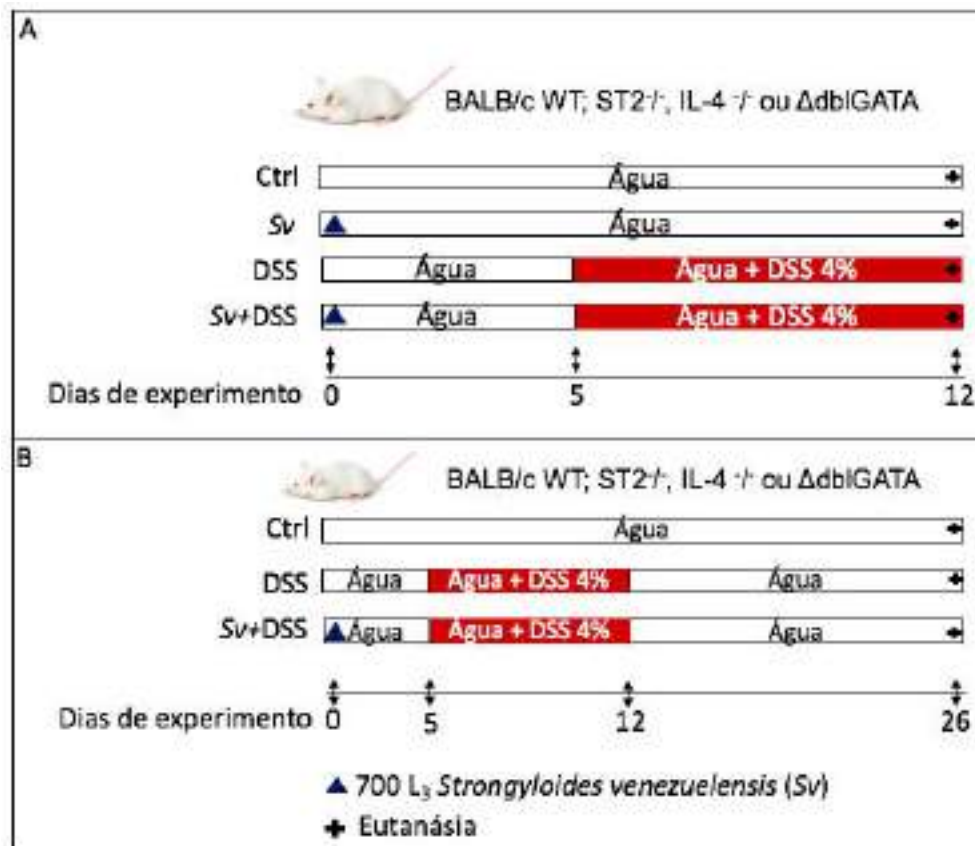 A
BALB/c WT; ST2⁻/⁻, IL-4 ⁻/⁻ ou ΔdblGATA
Ctrl Água
Sv Água
DSS Água Água + DSS 4%
Sv+DSS Água Água + DSS 4%
Dias de experimento 0 5 12
B
BALB/c WT; ST2⁻/⁻, IL-4 ⁻/⁻ ou ΔdblGATA
Ctrl Água
DSS Água Água + DSS 4% Água
Sv+DSS Água Água + DSS 4% Água
Dias de experimento 0 5 12 26
700 L₃ Strongyloides venezuelensis (Sv)
Eutanásia